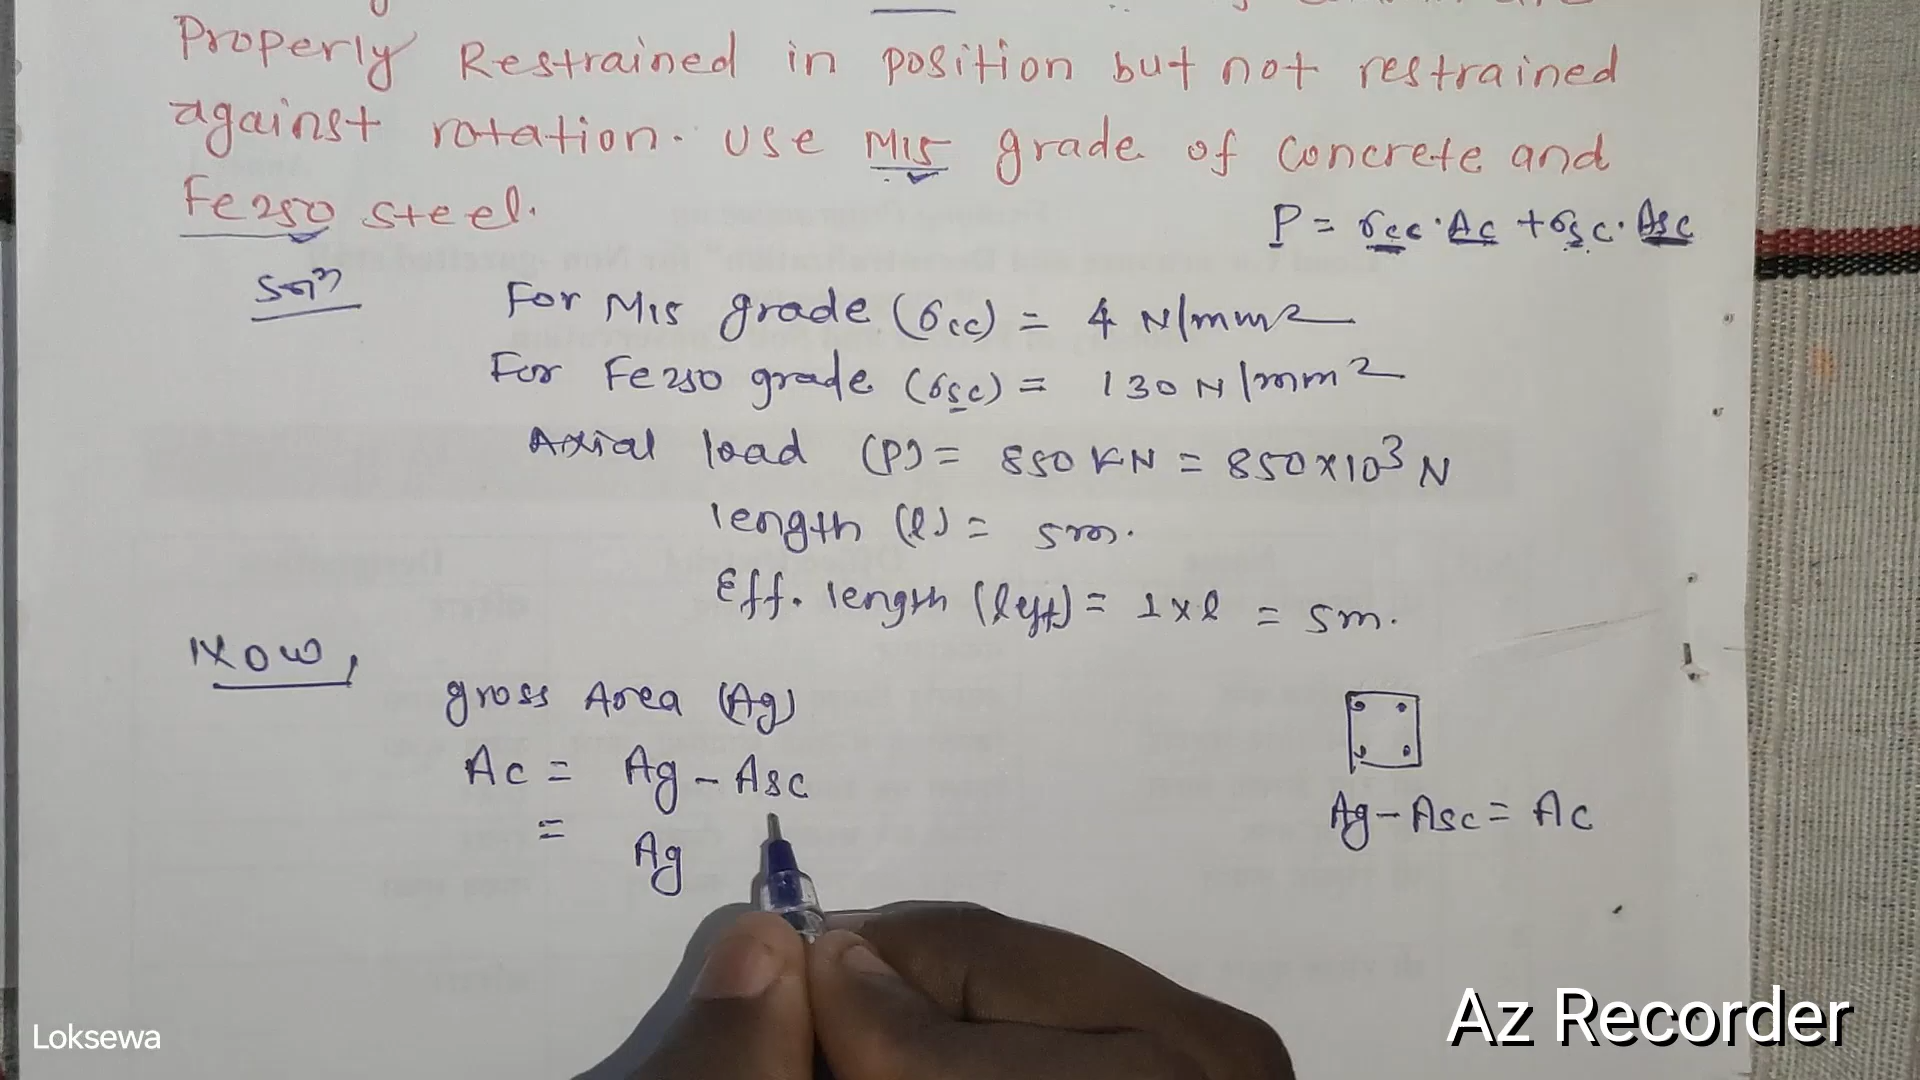 Properly Restrained in position but not restrained
against rotation. Use M15 grade of concrete and
Fe250 steel.
P = σcc·Ac + σsc·Asc
Solⁿ
For M15 grade (σcc) = 4 N/mm²
For Fe250 grade (σsc) = 130 N/mm²
Axial load (P) = 850 KN = 850×10³ N
length (l) = 5m.
Eff. length (leff) = 1×l = 5m.
Now,
gross Area (Ag)
Ac = Ag - Asc
= Ag
Ag - Asc = Ac
Loksewa
Az Recorder